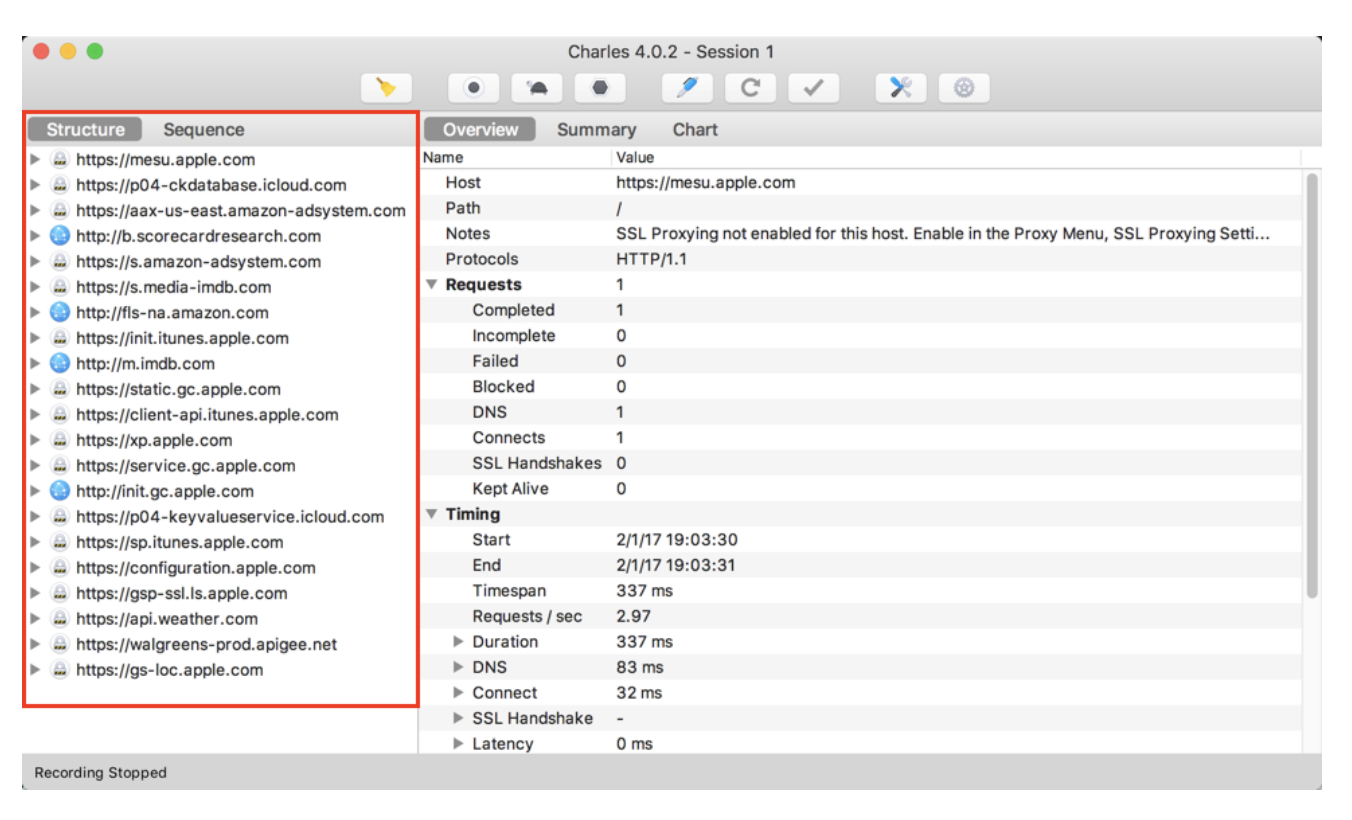 Charles 4.0.2 - Session 1
Structure Sequence
https://mesu.apple.com
https://p04-ckdatabase.icloud.com
https://aax-us-east.amazon-adsystem.com
http://b.scorecardresearch.com
https://s.amazon-adsystem.com
https://s.media-imdb.com
http://fls-na.amazon.com
https://init.itunes.apple.com
http://m.imdb.com
https://static.gc.apple.com
https://client-api.itunes.apple.com
https://xp.apple.com
https://service.gc.apple.com
http://init.gc.apple.com
https://p04-keyvalueservice.icloud.com
https://sp.itunes.apple.com
https://configuration.apple.com
https://gsp-ssl.ls.apple.com
https://api.weather.com
https://walgreens-prod.apigee.net
https://gs-loc.apple.com
Overview Summary Chart
Name Value
Host https://mesu.apple.com
Path /
Notes SSL Proxying not enabled for this host. Enable in the Proxy Menu, SSL Proxying Setti...
Protocols HTTP/1.1
Requests 1
Completed 1
Incomplete 0
Failed 0
Blocked 0
DNS 1
Connects 1
SSL Handshakes 0
Kept Alive 0
Timing
Start 2/1/17 19:03:30
End 2/1/17 19:03:31
Timespan 337 ms
Requests / sec 2.97
Duration 337 ms
DNS 83 ms
Connect 32 ms
SSL Handshake -
Latency 0 ms
Recording Stopped